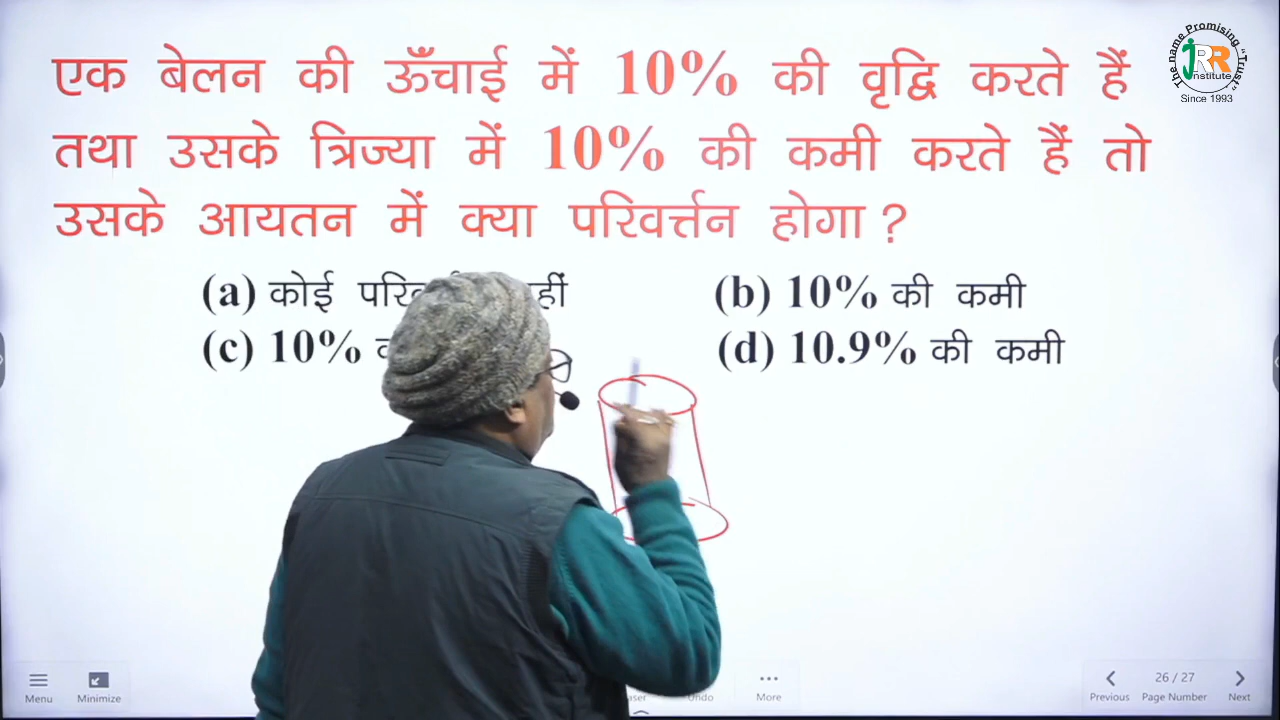 एक बेलन की ऊँचाई में 10% की वृद्धि करते हैं
तथा उसके त्रिज्या में 10% की कमी करते हैं तो
उसके आयतन में क्या परिवर्त्तन होगा ?
(a) कोई
(b) 10% की कमी
(c) 10%
(d) 10.9% की कमी
The name Promising "Trust"
RR
Institute
Since 1993
Menu
Minimize
Undo
More
26 / 27
Previous
Page Number
Next